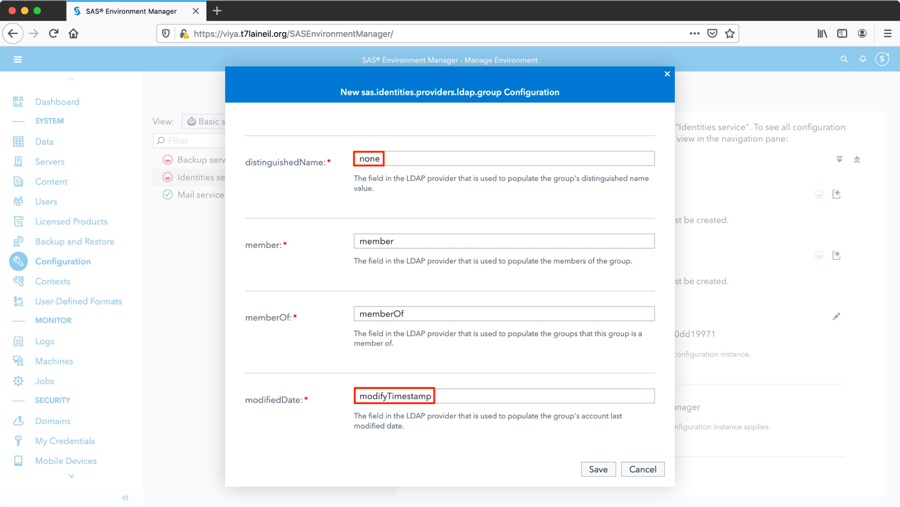 SAS® Environment Manager
https://viya.t7laineil.org/SASEnvironmentManager/
SAS® Environment Manager - Manage Environment
S
New sas.identities.providers.ldap.group Configuration
Dashboard
SYSTEM
Data
Servers
Content
Users
Licensed Products
Backup and Restore
Configuration
Contexts
User-Defined Formats
MONITOR
Logs
Machines
Jobs
SECURITY
Domains
My Credentials
Mobile Devices
View:
Basic s
Filter
Backup serv
Identities se
Mail service
distinguishedName:*
none
The field in the LDAP provider that is used to populate the group's distinguished name
value.
member:*
member
The field in the LDAP provider that is used to populate the members of the group.
memberOf:*
memberOf
The field in the LDAP provider that is used to populate the groups that this group is a
member of.
modifiedDate:*
modifyTimestamp
The field in the LDAP provider that is used to populate the group's account last
modified date.
Save
Cancel
"Identities service". To see all configuration
view in the navigation pane:
st be created.
st be created.
0dd19971
configuration instance.
nager
nfiguration instance applies.